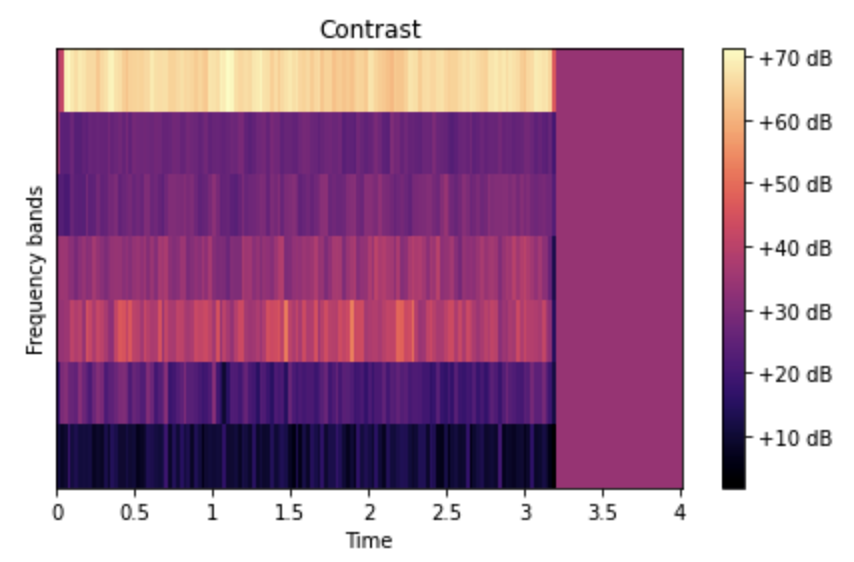 Contrast
+70 dB
+60 dB
+50 dB
+40 dB
+30 dB
+20 dB
+10 dB
Frequency bands
0 0.5 1 1.5 2 2.5 3 3.5 4
Time